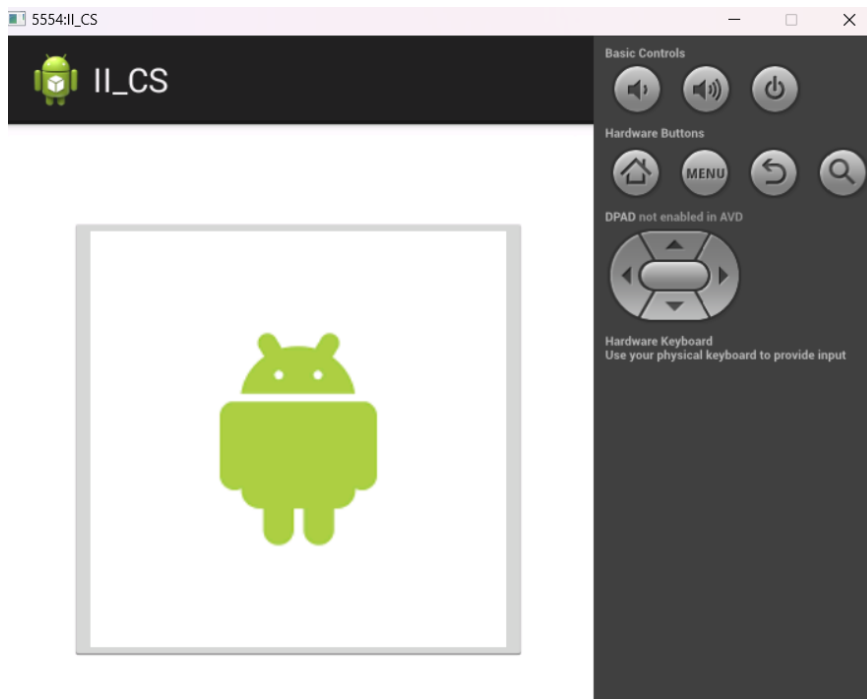 5554:II_CS
II_CS
Basic Controls
Hardware Buttons
MENU
DPAD not enabled in AVD
Hardware Keyboard
Use your physical keyboard to provide input